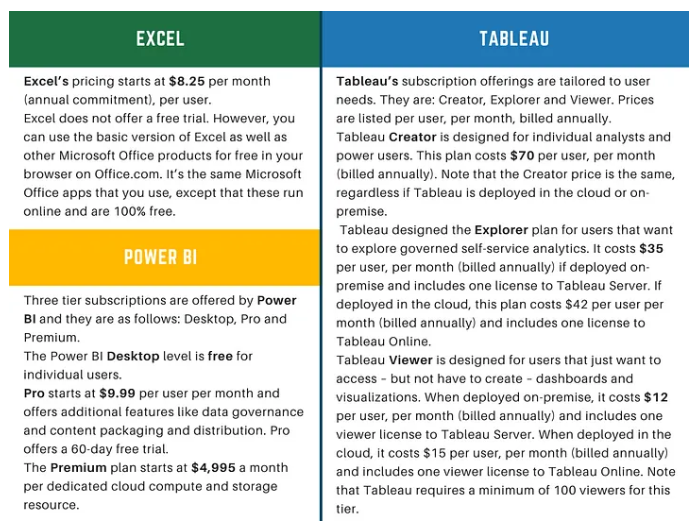 EXCEL
Excel’s pricing starts at $8.25 per month
(annual commitment), per user.
Excel does not offer a free trial. However, you
can use the basic version of Excel as well as
other Microsoft Office products for free in your
browser on Office.com. It’s the same Microsoft
Office apps that you use, except that these run
online and are 100% free.
POWER BI
Three tier subscriptions are offered by Power
BI and they are as follows: Desktop, Pro and
Premium.
The Power BI Desktop level is free for
individual users.
Pro starts at $9.99 per user per month and
offers additional features like data governance
and content packaging and distribution. Pro
offers a 60-day free trial.
The Premium plan starts at $4,995 a month
per dedicated cloud compute and storage
resource.
TABLEAU
Tableau’s subscription offerings are tailored to user
needs. They are: Creator, Explorer and Viewer. Prices
are listed per user, per month, billed annually.
Tableau Creator is designed for individual analysts and
power users. This plan costs $70 per user, per month
(billed annually). Note that the Creator price is the same,
regardless if Tableau is deployed in the cloud or on-
premise.
Tableau designed the Explorer plan for users that want
to explore governed self-service analytics. It costs $35
per user, per month (billed annually) if deployed on-
premise and includes one license to Tableau Server. If
deployed in the cloud, this plan costs $42 per user per
month (billed annually) and includes one license to
Tableau Online.
Tableau Viewer is designed for users that just want to
access – but not have to create – dashboards and
visualizations. When deployed on-premise, it costs $12
per user, per month (billed annually) and includes one
viewer license to Tableau Server. When deployed in the
cloud, it costs $15 per user, per month (billed annually)
and includes one viewer license to Tableau Online. Note
that Tableau requires a minimum of 100 viewers for this
tier.